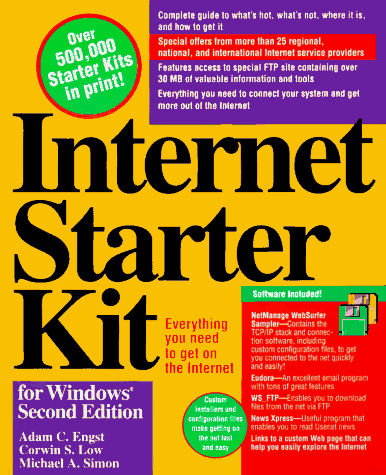 Over
500,000
Starter Kits
in print!
Complete guide to what's hot, what's not, where it is,
and how to get it
Special offers from more than 25 regional,
national, and international Internet service providers
Features access to special FTP site containing over
30 MB of valuable information and tools
Everything you need to connect your system and get
more out of the Internet
Internet
Starter
Kit
for Windows®
Second Edition
Adam C. Engst
Corwin S. Low
Michael A. Simon
Everything
you need
to get on
the Internet
Custom
installers and
configuration files
make getting on
the net fast
and easy
Software Included!
NetManage WebSurfer
Sampler—Contains the
TCP/IP stack and connec-
tion software, including
custom configuration files, to get
you connected to the net quickly
and easily!
Eudora—An excellent email program
with tons of great features
WS_FTP—Enables you to download
files from the net via FTP
News Xpress—Useful program that
enables you to read Usenet news
Links to a custom Web page that can
help you easily explore the Internet